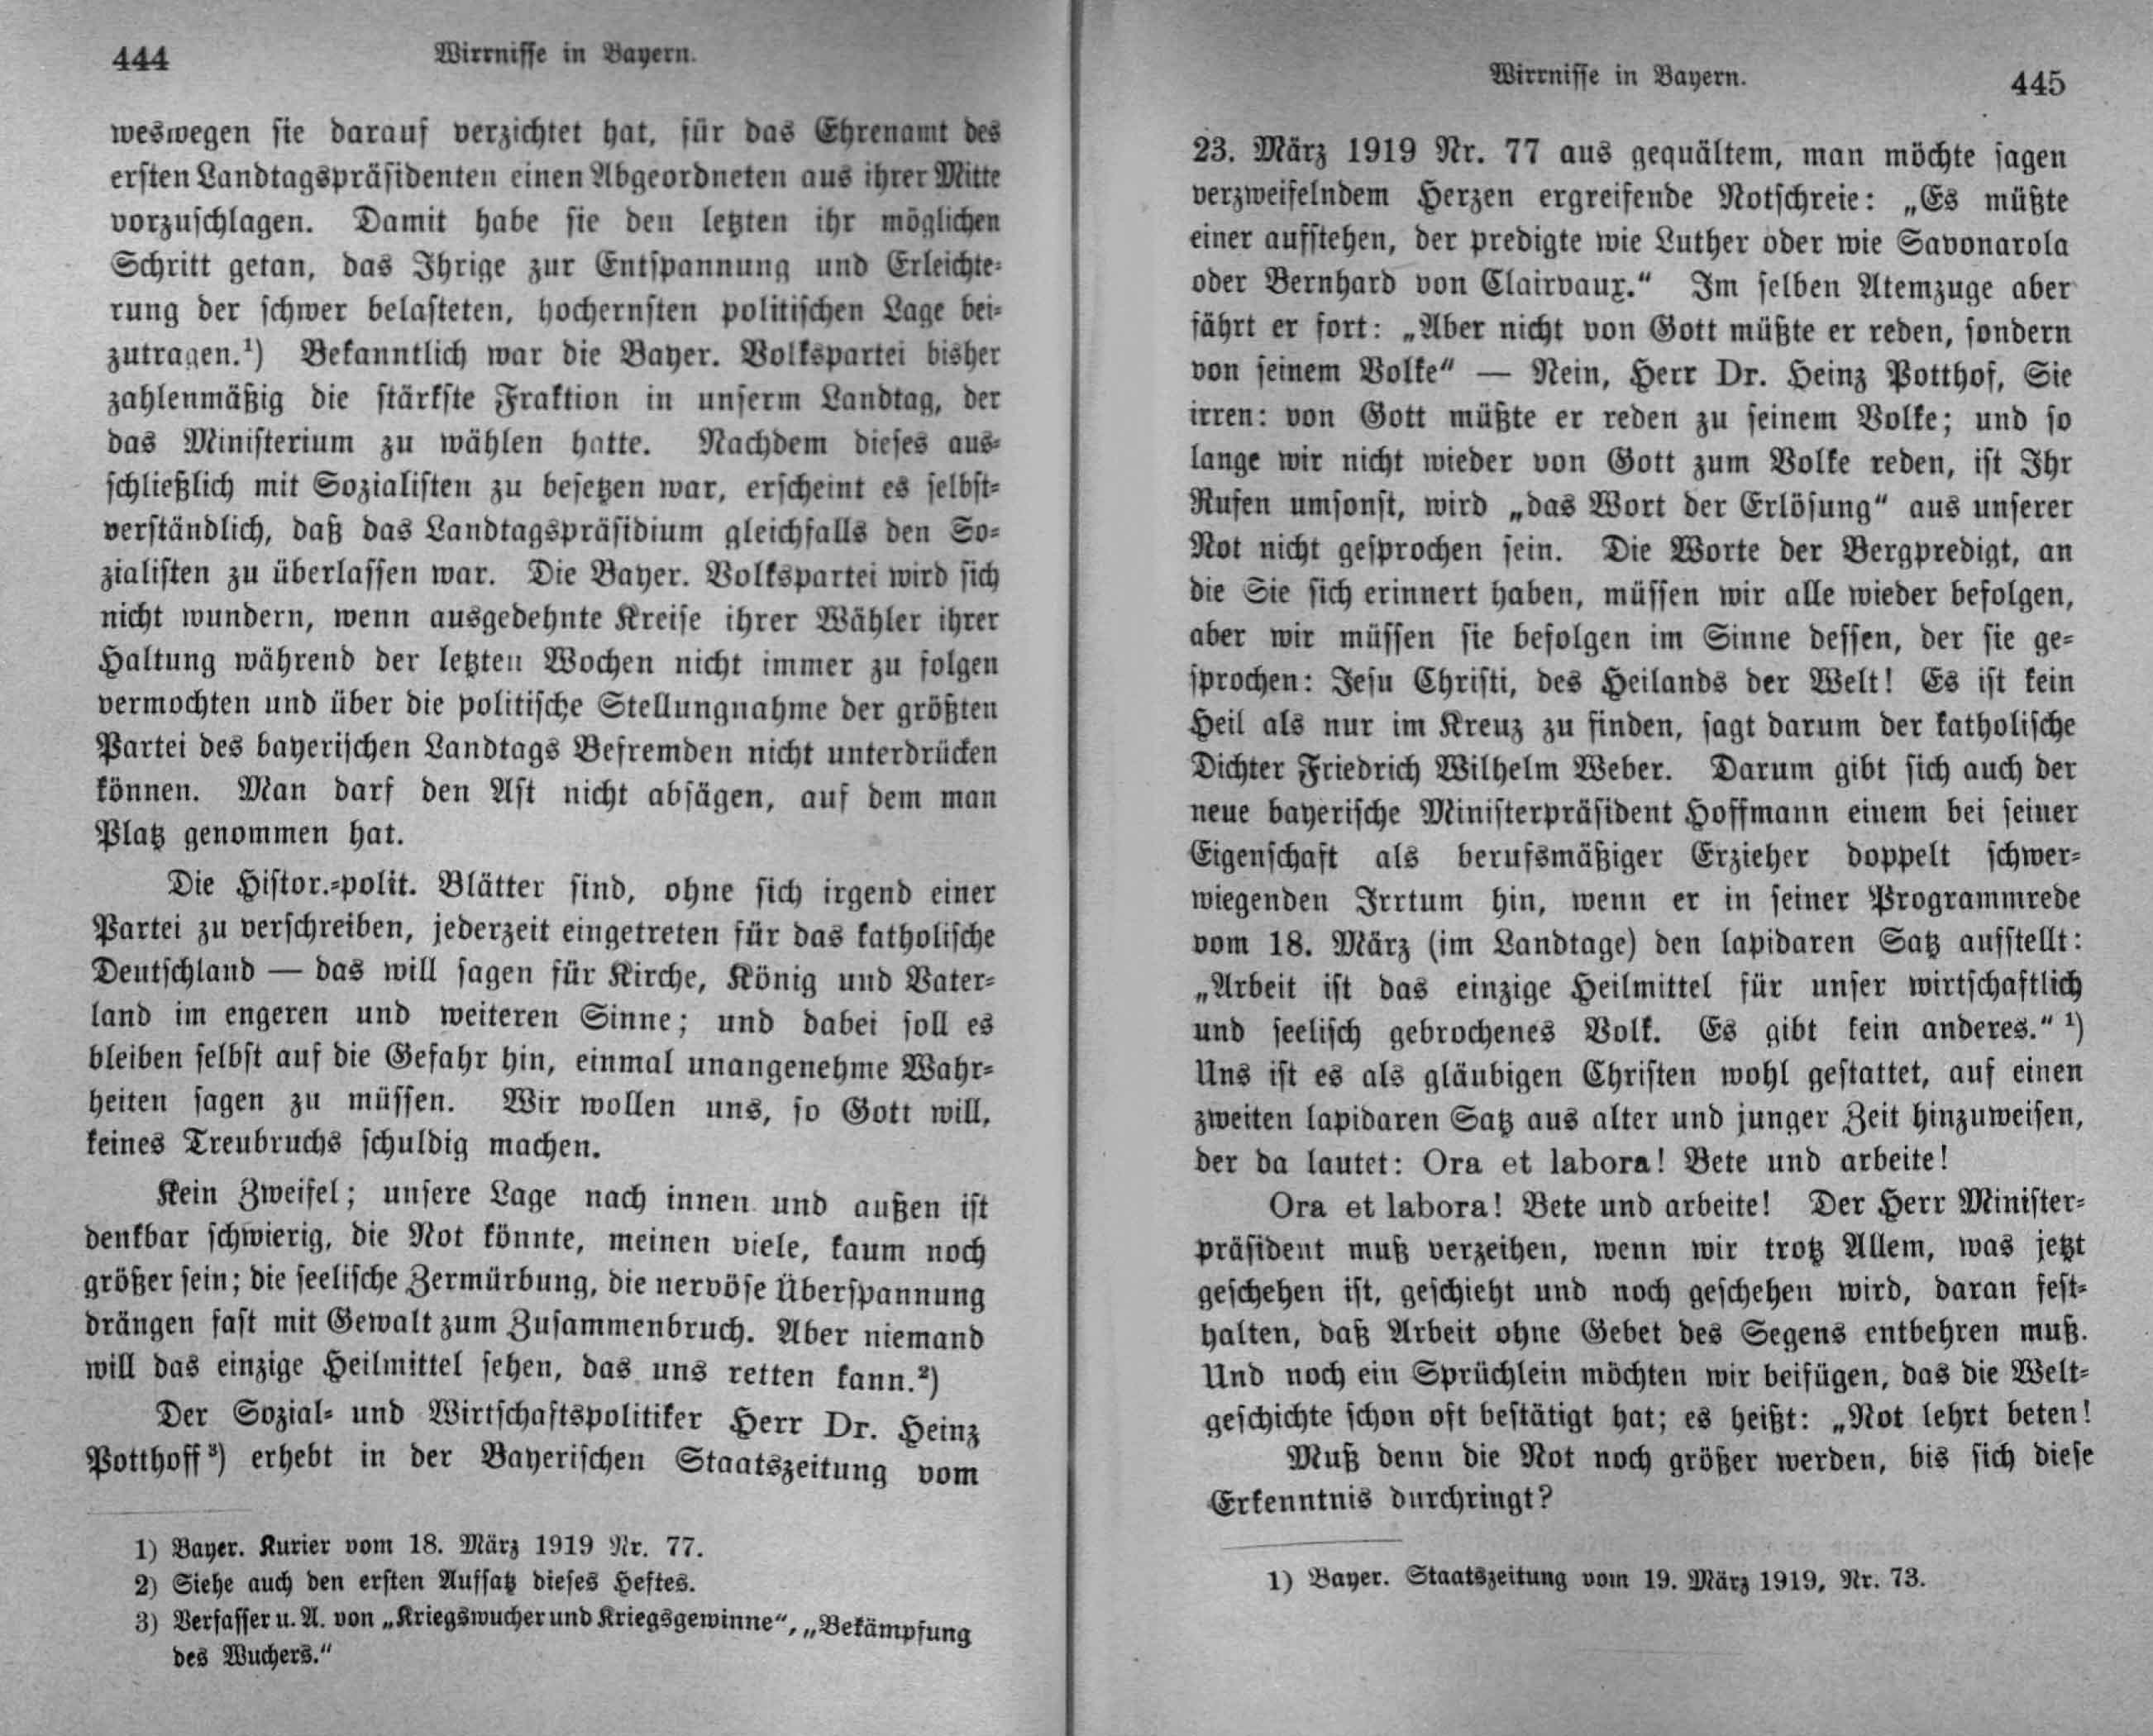 444
Wirrnisse in Bayern.
weswegen sie darauf verzichtet hat, für das Ehrenamt des
ersten Landtagspräsidenten einen Abgeordneten aus ihrer Mitte
vorzuschlagen. Damit habe sie den letzten ihr möglichen
Schritt getan, das Ihrige zur Entspannung und Erleichte-
rung der schwer belasteten, hochernsten politischen Lage bei-
zutragen.¹) Bekanntlich war die Bayer. Volkspartei bisher
zahlenmäßig die stärkste Fraktion in unserm Landtag, der
das Ministerium zu wählen hatte. Nachdem dieses aus-
schließlich mit Sozialisten zu besetzen war, erscheint es selbst-
verständlich, daß das Landtagspräsidium gleichfalls den So-
zialisten zu überlassen war. Die Bayer. Volkspartei wird sich
nicht wundern, wenn ausgedehnte Kreise ihrer Wähler ihrer
Haltung während der letzten Wochen nicht immer zu folgen
vermochten und über die politische Stellungnahme der größten
Partei des bayerischen Landtags Befremden nicht unterdrücken
können. Man darf den Ast nicht absägen, auf dem man
Platz genommen hat.
Die Histor.-polit. Blätter sind, ohne sich irgend einer
Partei zu verschreiben, jederzeit eingetreten für das katholische
Deutschland — das will sagen für Kirche, König und Vater-
land im engeren und weiteren Sinne; und dabei soll es
bleiben selbst auf die Gefahr hin, einmal unangenehme Wahr-
heiten sagen zu müssen. Wir wollen uns, so Gott will,
keines Treubruchs schuldig machen.
Kein Zweifel; unsere Lage nach innen und außen ist
denkbar schwierig, die Not könnte, meinen viele, kaum noch
größer sein; die seelische Zermürbung, die nervöse Überspannung
drängen fast mit Gewalt zum Zusammenbruch. Aber niemand
will das einzige Heilmittel sehen, das uns retten kann.²)
Der Sozial- und Wirtschaftspolitiker Herr Dr. Heinz
Potthoff³) erhebt in der Bayerischen Staatszeitung vom
1) Bayer. Kurier vom 18. März 1919 Nr. 77.
2) Siehe auch den ersten Aufsatz dieses Heftes.
3) Verfasser u. A. von „Kriegswucher und Kriegsgewinne“, „Bekämpfung
des Wuchers.“
Wirrnisse in Bayern.
445
23. März 1919 Nr. 77 aus gequältem, man möchte sagen
verzweifelndem Herzen ergreifende Notschreie: „Es müßte
einer aufstehen, der predigte wie Luther oder wie Savonarola
oder Bernhard von Clairvaux.“ Im selben Atemzuge aber
fährt er fort: „Aber nicht von Gott müßte er reden, sondern
von seinem Volke“ — Nein, Herr Dr. Heinz Potthof, Sie
irren: von Gott müßte er reden zu seinem Volke; und so
lange wir nicht wieder von Gott zum Volke reden, ist Ihr
Rufen umsonst, wird „das Wort der Erlösung“ aus unserer
Not nicht gesprochen sein. Die Worte der Bergpredigt, an
die Sie sich erinnert haben, müssen wir alle wieder befolgen,
aber wir müssen sie befolgen im Sinne dessen, der sie ge-
sprochen: Jesu Christi, des Heilands der Welt! Es ist kein
Heil als nur im Kreuz zu finden, sagt darum der katholische
Dichter Friedrich Wilhelm Weber. Darum gibt sich auch der
neue bayerische Ministerpräsident Hoffmann einem bei seiner
Eigenschaft als berufsmäßiger Erzieher doppelt schwer-
wiegenden Irrtum hin, wenn er in seiner Programmrede
vom 18. März (im Landtage) den lapidaren Satz aufstellt:
„Arbeit ist das einzige Heilmittel für unser wirtschaftlich
und seelisch gebrochenes Volk. Es gibt kein anderes.“ ¹)
Uns ist es als gläubigen Christen wohl gestattet, auf einen
zweiten lapidaren Satz aus alter und junger Zeit hinzuweisen,
der da lautet: Ora et labora! Bete und arbeite!
Ora et labora! Bete und arbeite! Der Herr Minister-
präsident muß verzeihen, wenn wir trotz Allem, was jetzt
geschehen ist, geschieht und noch geschehen wird, daran fest-
halten, daß Arbeit ohne Gebet des Segens entbehren muß.
Und noch ein Sprüchlein möchten wir beifügen, das die Welt-
geschichte schon oft bestätigt hat; es heißt: „Not lehrt beten!
Muß denn die Not noch größer werden, bis sich diese
Erkenntnis durchringt?
1) Bayer. Staatszeitung vom 19. März 1919, Nr. 73.